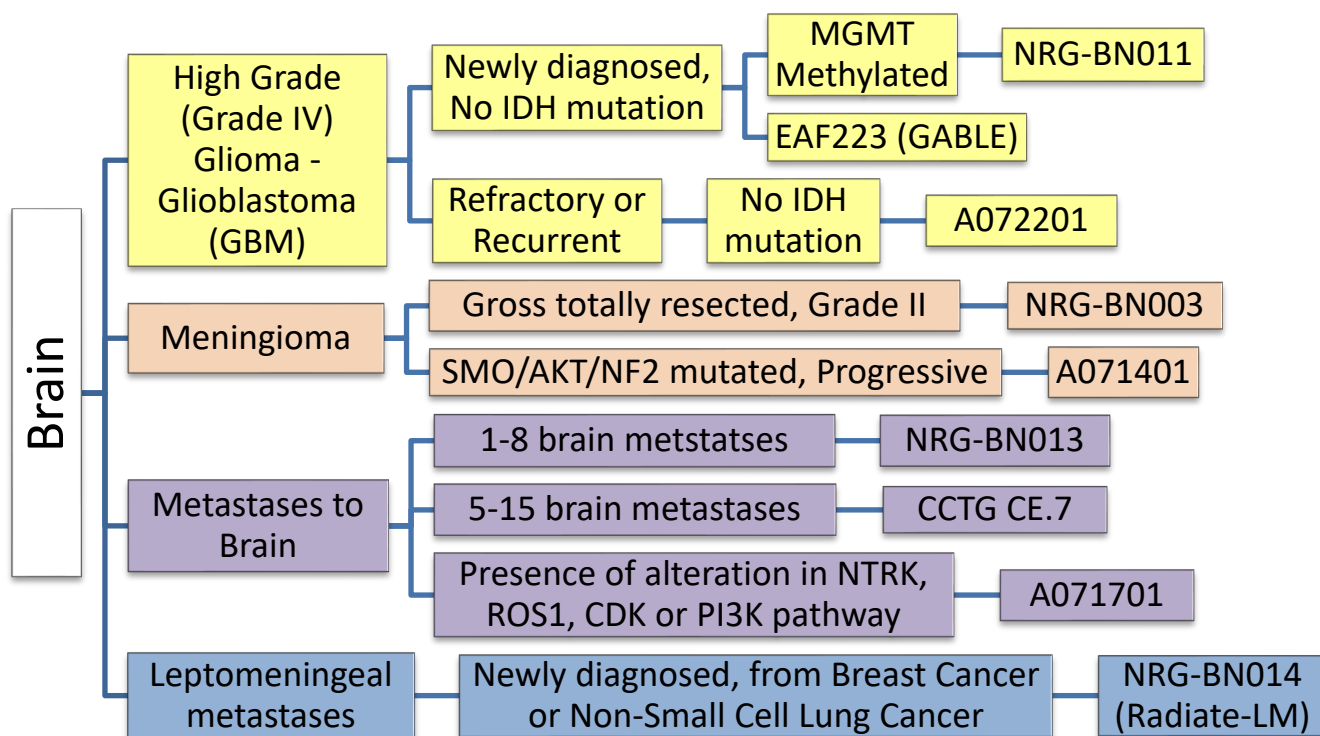 Brain
High Grade
(Grade IV)
Glioma -
Glioblastoma
(GBM)
Newly diagnosed,
No IDH mutation
MGMT
Methylated
NRG-BN011
EAF223 (GABLE)
Refractory or
Recurrent
No IDH
mutation
A072201
Meningioma
Gross totally resected, Grade II
NRG-BN003
SMO/AKT/NF2 mutated, Progressive
A071401
Metastases to
Brain
1-8 brain metstatses
NRG-BN013
5-15 brain metastases
CCTG CE.7
Presence of alteration in NTRK,
ROS1, CDK or PI3K pathway
A071701
Leptomeningeal
metastases
Newly diagnosed, from Breast Cancer
or Non-Small Cell Lung Cancer
NRG-BN014
(Radiate-LM)